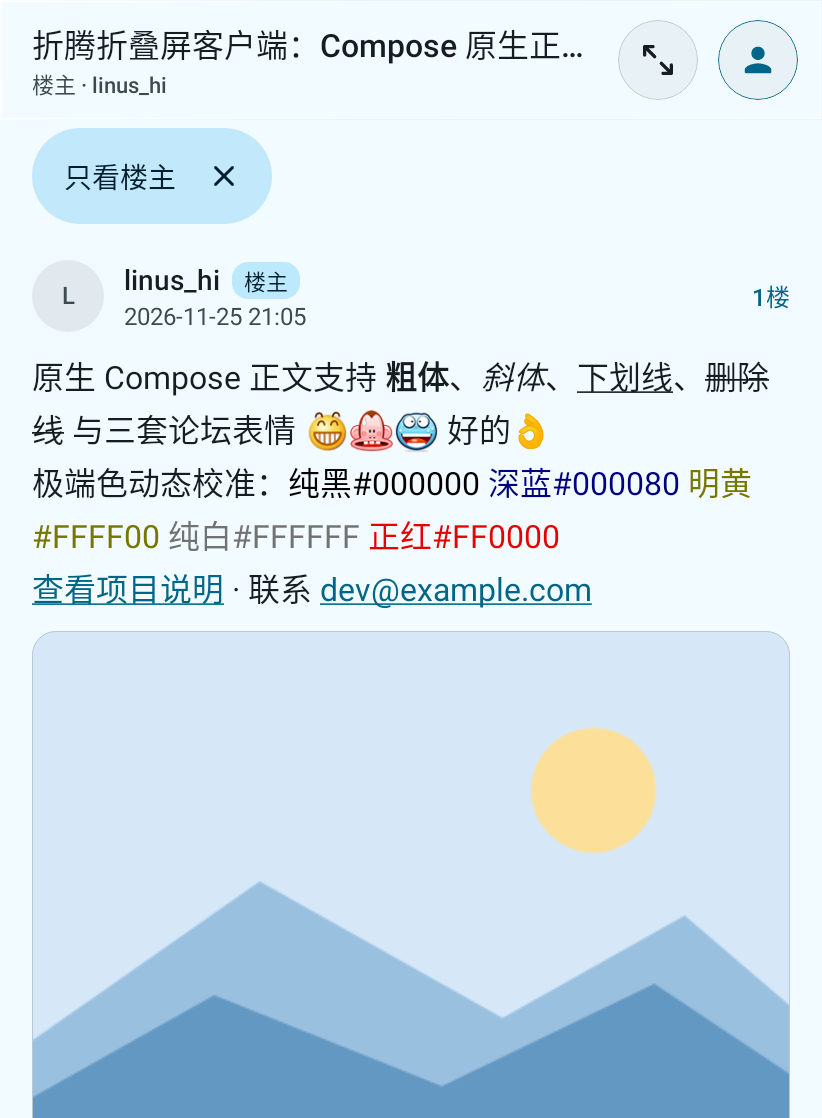 折腾折叠屏客户端：Compose 原生正…
楼主 · linus_hi
只看楼主
L
linus_hi 楼主
1楼
2026-11-25 21:05
原生 Compose 正文支持 粗体、斜体、下划线、删除
线 与三套论坛表情 好的👌
极端色动态校准：纯黑#000000 深蓝#000080 明黄
#FFFF00 纯白#FFFFFF 正红#FF0000
查看项目说明 · 联系 dev@example.com